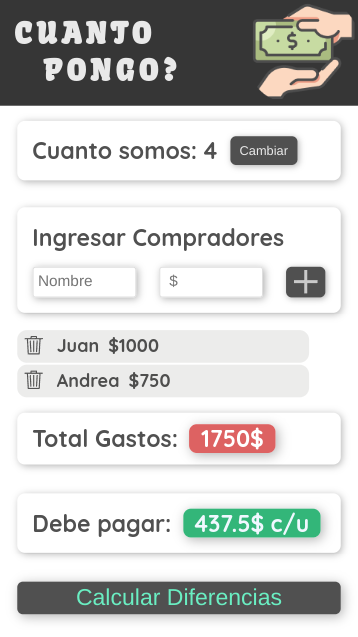 CUANTO
PONGO?
$
Cuanto somos: 4 Cambiar
Ingresar Compradores
Nombre $
Juan $1000
Andrea $750
Total Gastos: 1750$
Debe pagar: 437.5$ c/u
Calcular Diferencias